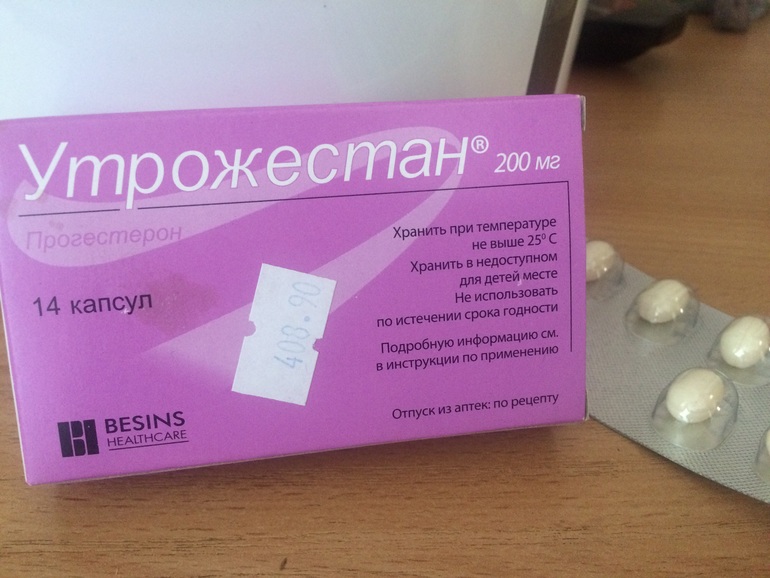 Утрожестан® 200 мг
Прогестерон
14 капсул
Хранить при температуре
не выше 25⁰ С
Хранить в недоступном
для детей месте
Не использовать
по истечении срока годности
Подробную информацию см.
в инструкции по применению
Отпуск из аптек: по рецепту
408.90
BESINS
HEALTHCARE